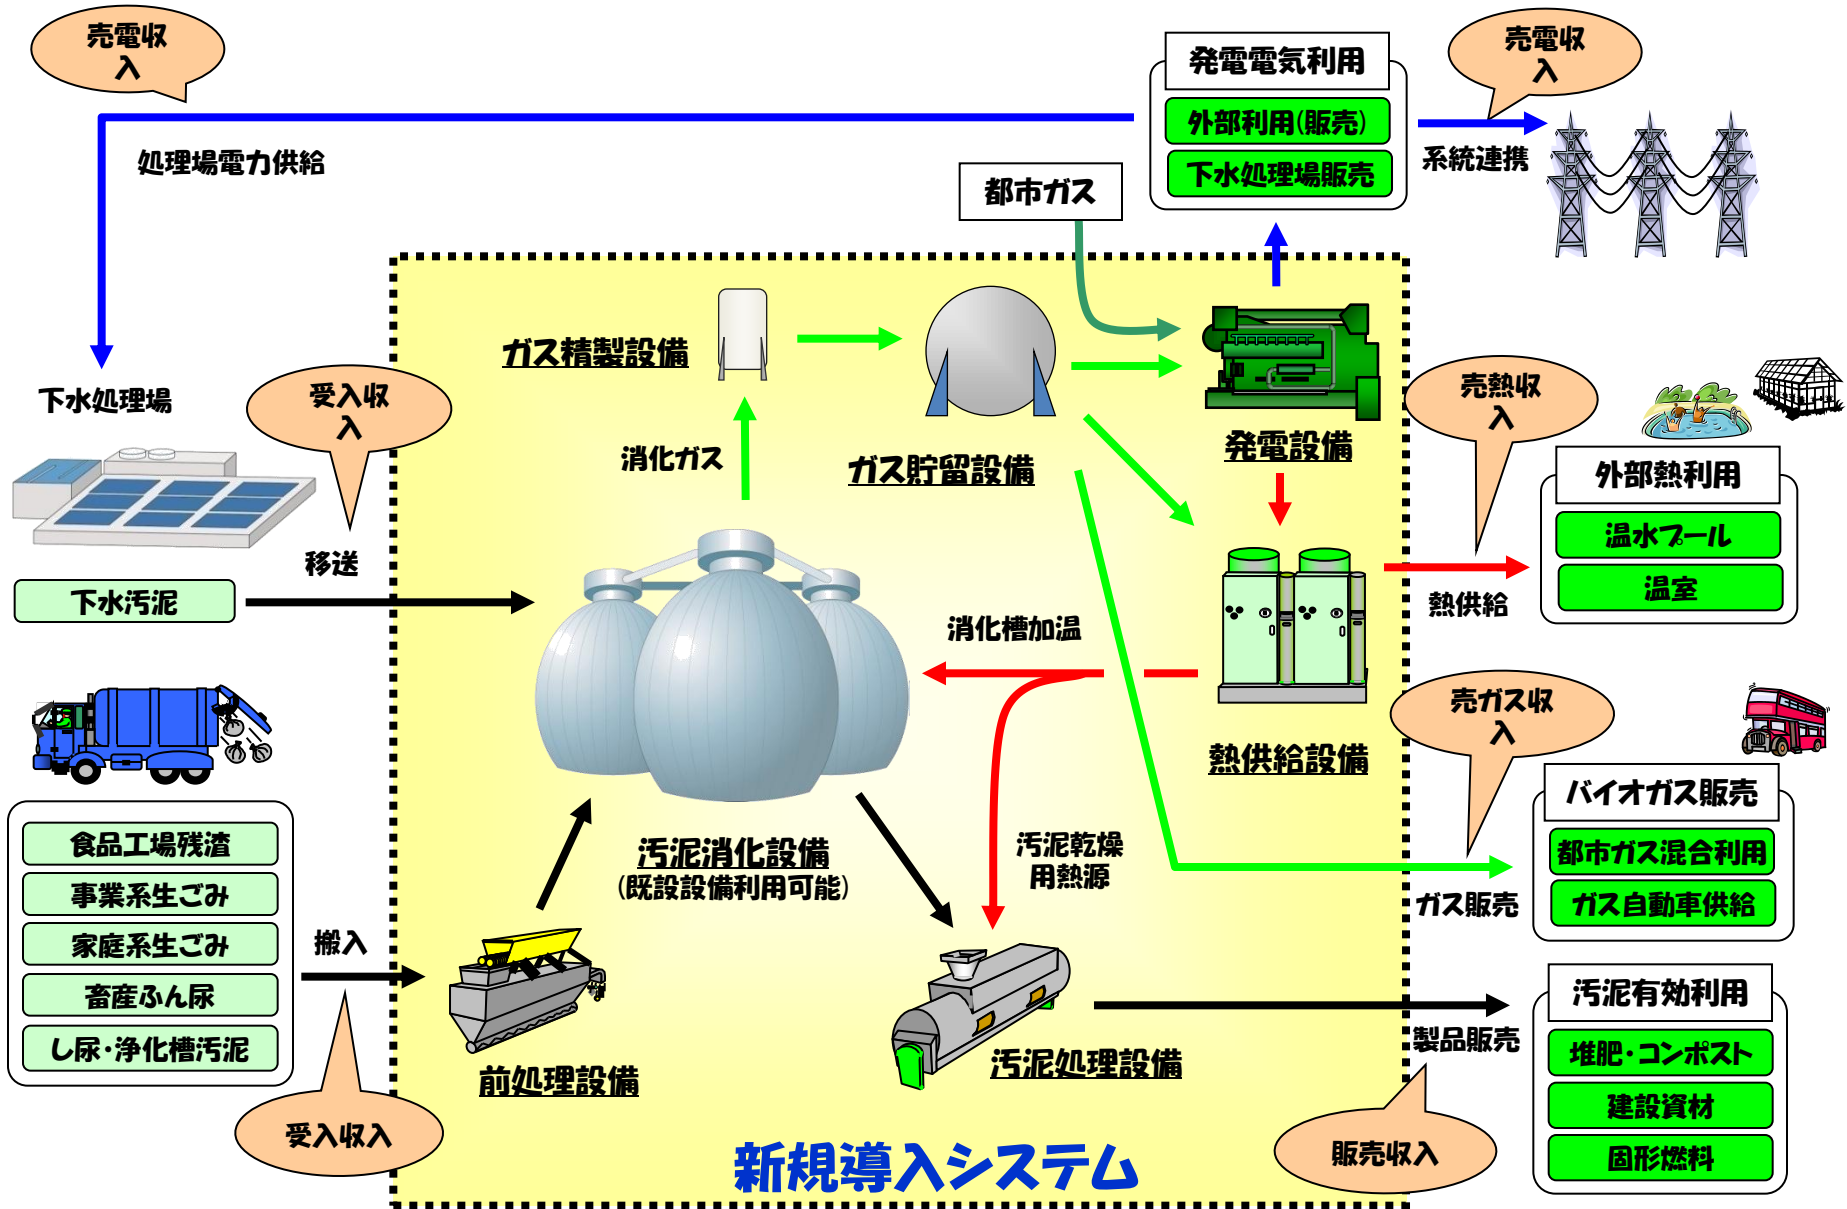 売電収
入
発電電気利用
外部利用(販売)
下水処理場販売
売電収
入
系統連携
処理場電力供給
都市ガス
ガス精製設備
消化ガス
ガス貯留設備
発電設備
下水処理場
受入収
入
移送
下水汚泥
売熱収
入
外部熱利用
温水プール
温室
熱供給
消化槽加温
熱供給設備
売ガス収
入
バイオガス販売
都市ガス混合利用
ガス自動車供給
ガス販売
汚泥消化設備
(既設設備利用可能)
汚泥乾燥
用熱源
食品工場残渣
事業系生ごみ
家庭系生ごみ
畜産ふん尿
し尿・浄化槽汚泥
搬入
受入収入
前処理設備
汚泥処理設備
製品販売
汚泥有効利用
堆肥・コンポスト
建設資材
固形燃料
販売収入
新規導入システム